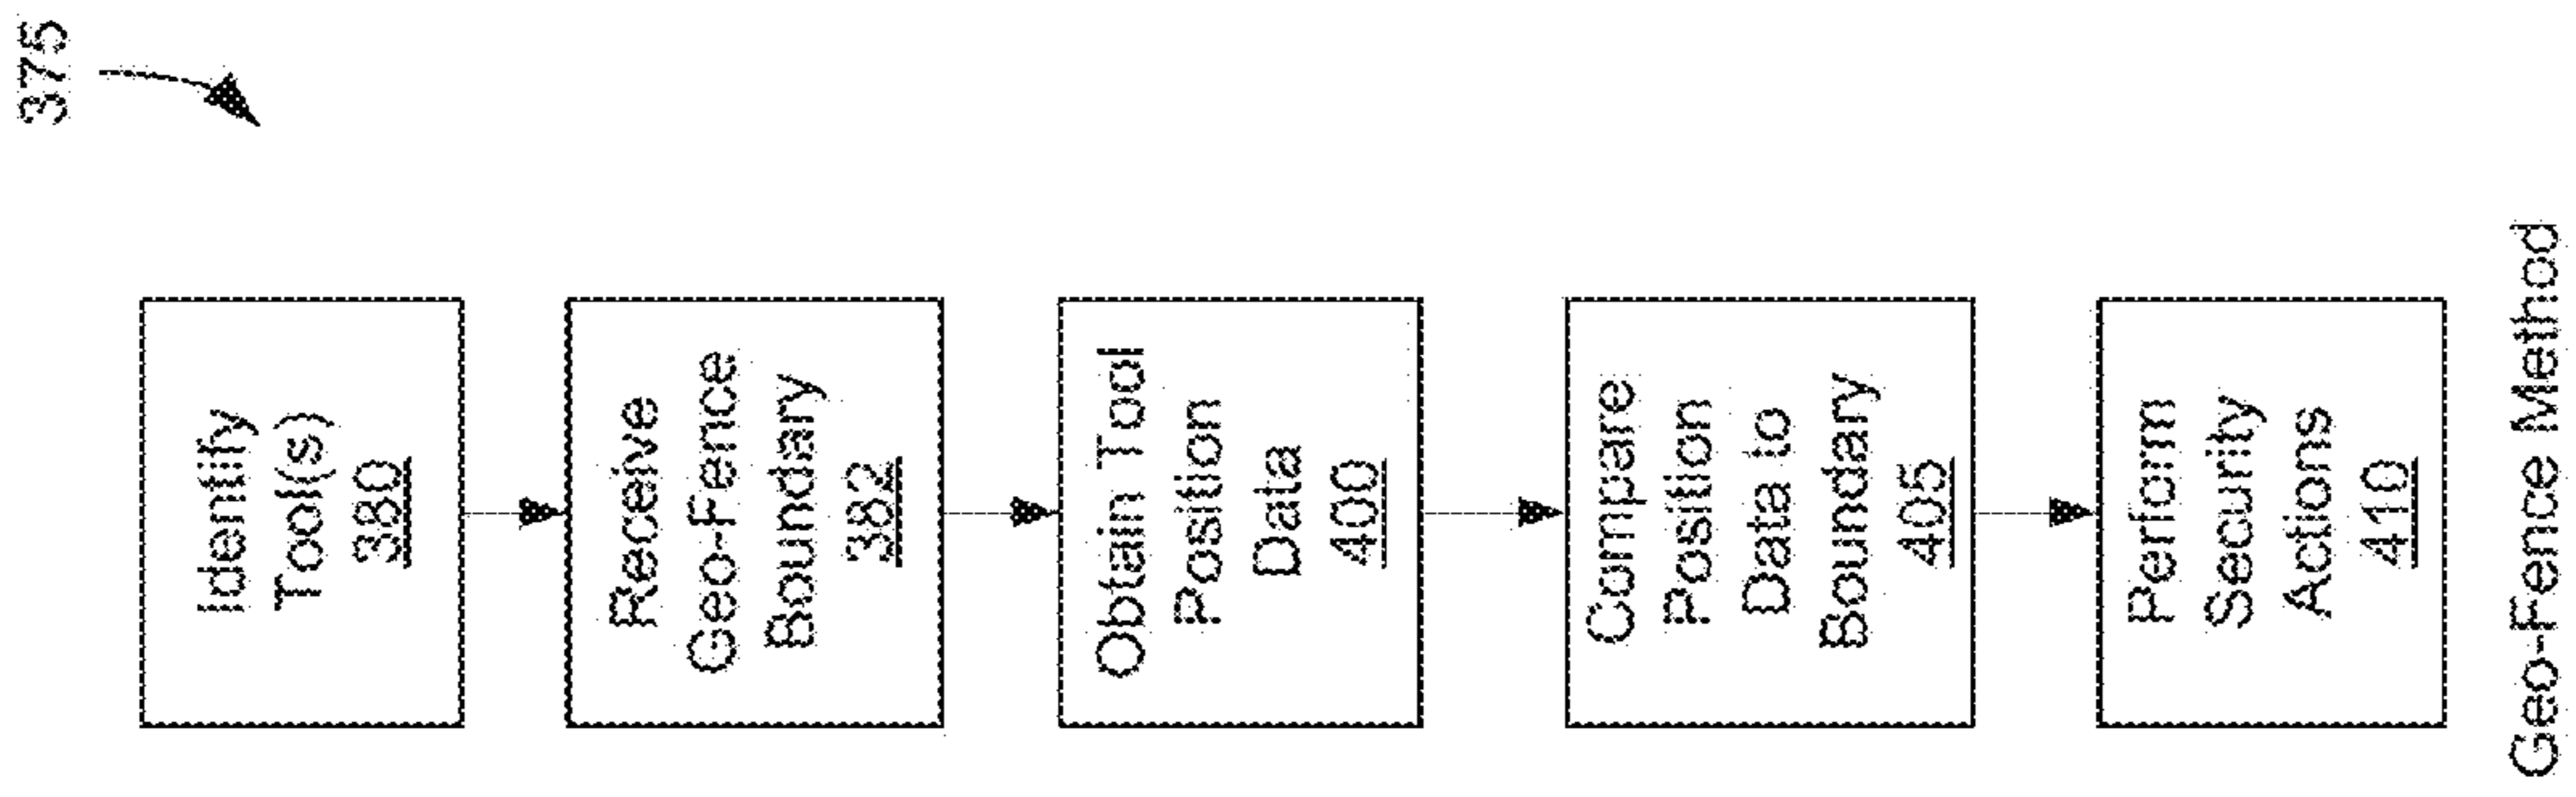 375
Identify
Tool(s)
380
Receive
Geo-Fence
Boundary
382
Obtain Tool
Position
Data
400
Compare
Position
Data to
Boundary
405
Perform
Security
Actions
410
Geo-Fence Method